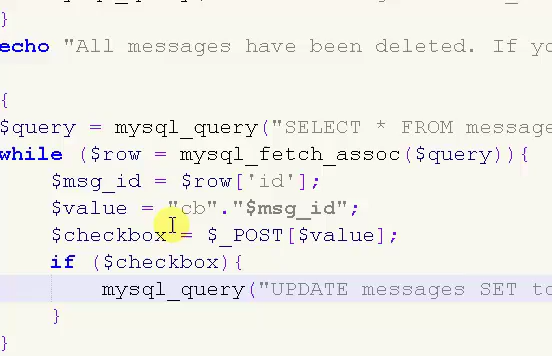 }
echo "All messages have been deleted. If yo
{
$query = mysql_query("SELECT * FROM message
while ($row = mysql_fetch_assoc($query)){
$msg_id = $row['id'];
$value = "cb"."$msg_id";
$checkbox = $_POST[$value];
if ($checkbox){
mysql_query("UPDATE messages SET to
}
}